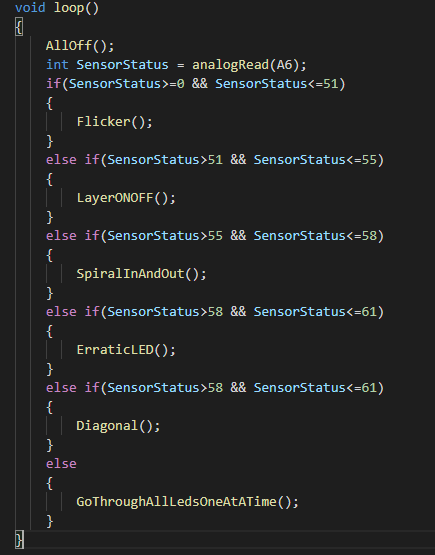 void loop()
{
    AllOff();
    int SensorStatus = analogRead(A6);
    if(SensorStatus>=0 && SensorStatus<=51)
    {
        Flicker();
    }
    else if(SensorStatus>51 && SensorStatus<=55)
    {
        LayerONOFF();
    }
    else if(SensorStatus>55 && SensorStatus<=58)
    {
        SpiralInAndOut();
    }
    else if(SensorStatus>58 && SensorStatus<=61)
    {
        ErraticLED();
    }
    else if(SensorStatus>58 && SensorStatus<=61)
    {
        Diagonal();
    }
    else
    {
        GoThroughAllLedsOneAtATime();
    }
}